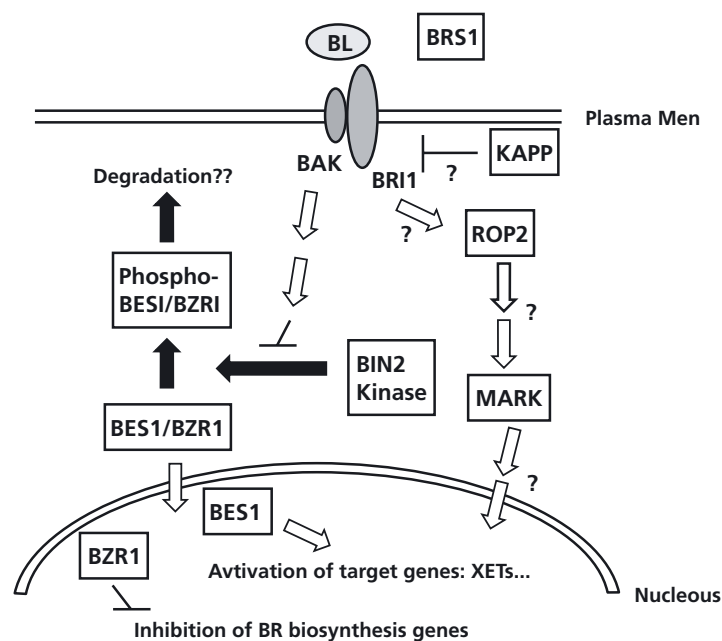 BL
BRS1
Plasma Men
BAK
BRI1
?
KAPP
Degradation??
?
ROP2
Phospho-
BESI/BZRI
?
BIN2
Kinase
MARK
BES1/BZR1
?
BES1
BZR1
Avtivation of target genes: XETs...
Nucleous
Inhibition of BR biosynthesis genes